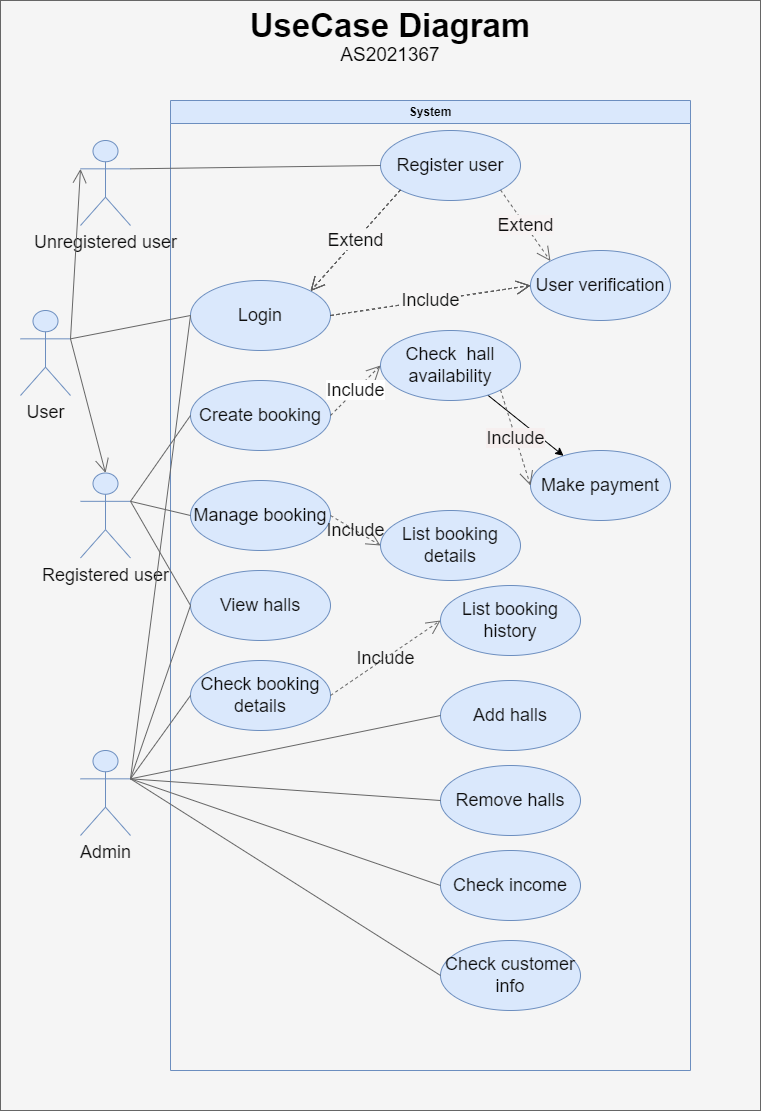 UseCase Diagram
AS2021367
System
Register user
Unregistered user
Extend
Extend
User verification
Login
Include
User
Check hall
availability
Include
Create booking
Include
Make payment
Registered user
Manage booking
Include
List booking
details
View halls
List booking
history
Check booking
details
Include
Add halls
Admin
Remove halls
Check income
Check customer
info